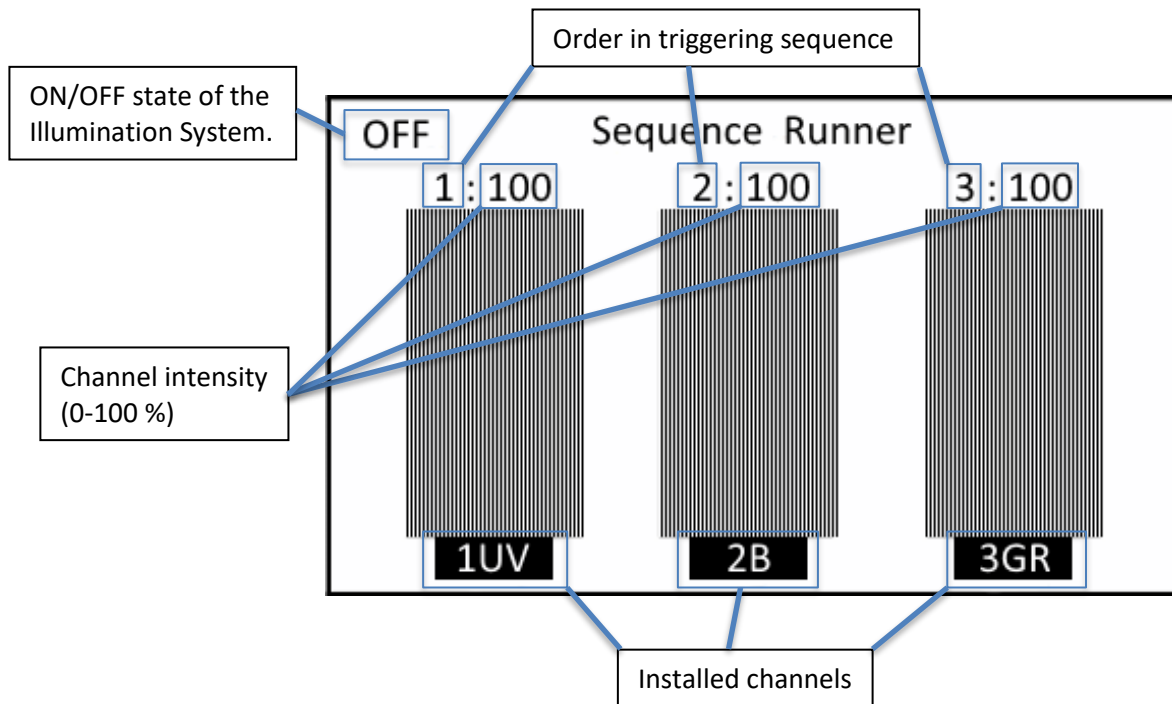 Order in triggering sequence
ON/OFF state of the
Illumination System.
OFF
Sequence Runner
1 : 100
2 : 100
3 : 100
Channel intensity
(0-100 %)
1UV
2B
3GR
Installed channels